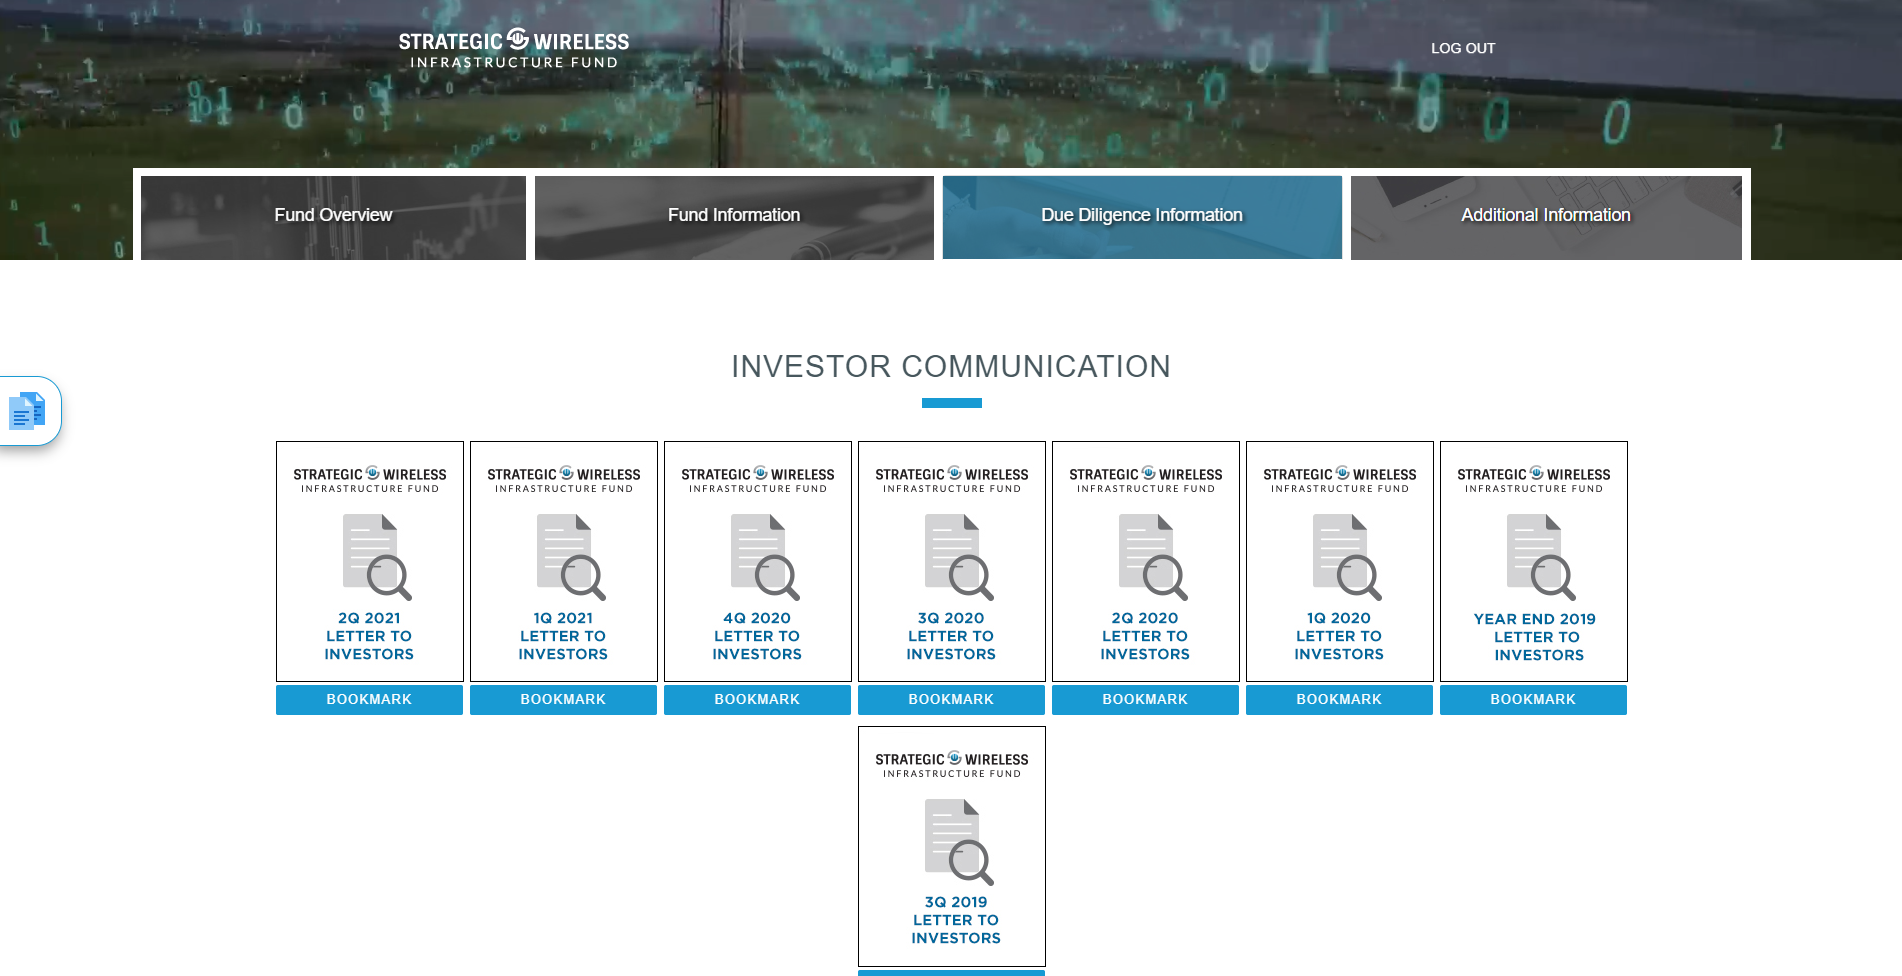 STRATEGIC WIRELESS
INFRASTRUCTURE FUND
LOG OUT
Fund Overview
Fund Information
Due Diligence Information
Additional Information
INVESTOR COMMUNICATION
STRATEGIC WIRELESS
INFRASTRUCTURE FUND
2Q 2021
LETTER TO
INVESTORS
BOOKMARK
STRATEGIC WIRELESS
INFRASTRUCTURE FUND
1Q 2021
LETTER TO
INVESTORS
BOOKMARK
STRATEGIC WIRELESS
INFRASTRUCTURE FUND
4Q 2020
LETTER TO
INVESTORS
BOOKMARK
STRATEGIC WIRELESS
INFRASTRUCTURE FUND
3Q 2020
LETTER TO
INVESTORS
BOOKMARK
STRATEGIC WIRELESS
INFRASTRUCTURE FUND
2Q 2020
LETTER TO
INVESTORS
BOOKMARK
STRATEGIC WIRELESS
INFRASTRUCTURE FUND
1Q 2020
LETTER TO
INVESTORS
BOOKMARK
STRATEGIC WIRELESS
INFRASTRUCTURE FUND
YEAR END 2019
LETTER TO
INVESTORS
BOOKMARK
STRATEGIC WIRELESS
INFRASTRUCTURE FUND
3Q 2019
LETTER TO
INVESTORS